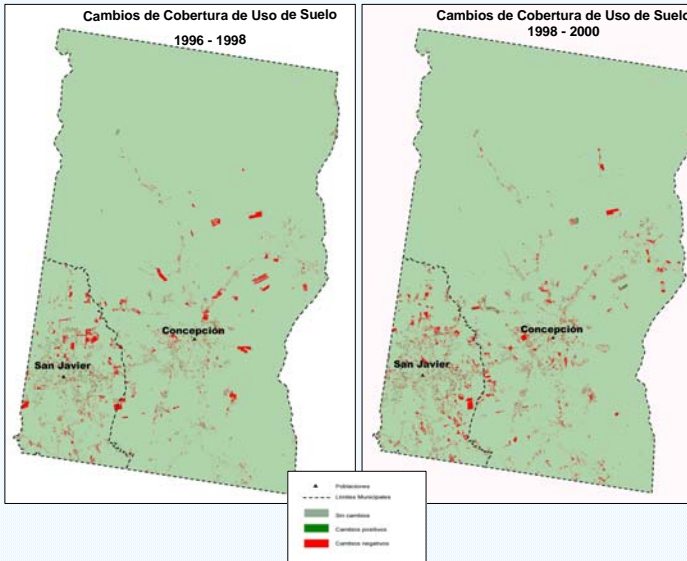 Cambios de Cobertura de Uso de Suelo
1996 - 1998
Concepción
San Javier
Cambios de Cobertura de Uso de Suelo
1998 - 2000
Concepción
San Javier
Poblaciones
Límites Municipales
Sin cambios
Cambios positivos
Cambios negativos